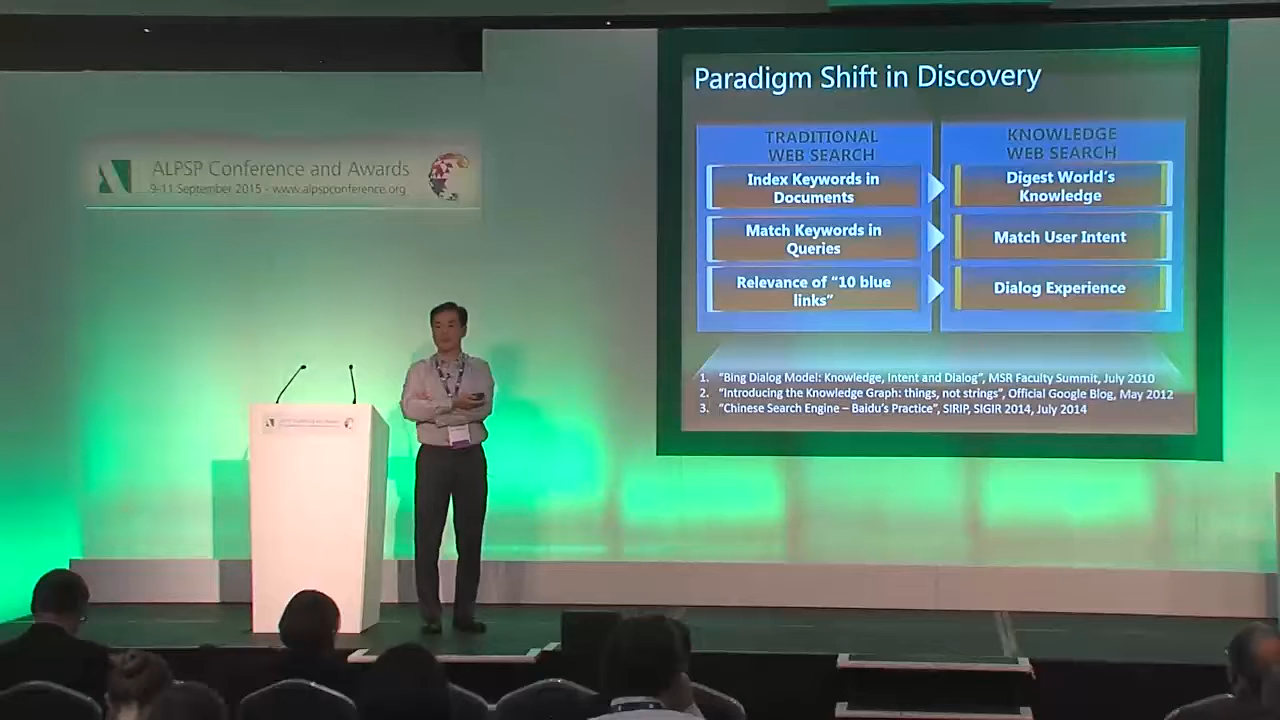 ALPSP Conference and Awards
9-11 September 2015 - www.alpspconference.org
Paradigm Shift in Discovery
TRADITIONAL
WEB SEARCH
Index Keywords in
Documents
Match Keywords in
Queries
Relevance of “10 blue
links”
KNOWLEDGE
WEB SEARCH
Digest World’s
Knowledge
Match User Intent
Dialog Experience
1. “Bing Dialog Model: Knowledge, Intent and Dialog”, MSR Faculty Summit, July 2010
2. “Introducing the Knowledge Graph: things, not strings”, Official Google Blog, May 2012
3. “Chinese Search Engine – Baidu’s Practice”, SIRIP, SIGIR 2014, July 2014
ALPSP Conference and Awards